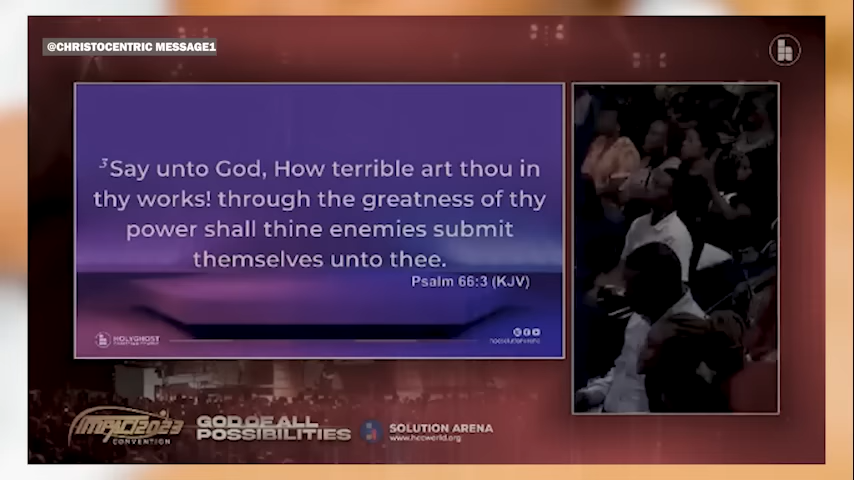 @CHRISTOCENTRIC MESSAGE1
3Say unto God, How terrible art thou in
thy works! through the greatness of thy
power shall thine enemies submit
themselves unto thee.
Psalm 66:3 (KJV)
HOLYGHOST
IMPACT2023
CONVENTION
GOD OF ALL
POSSIBILITIES
SOLUTION ARENA
www.hccworld.org